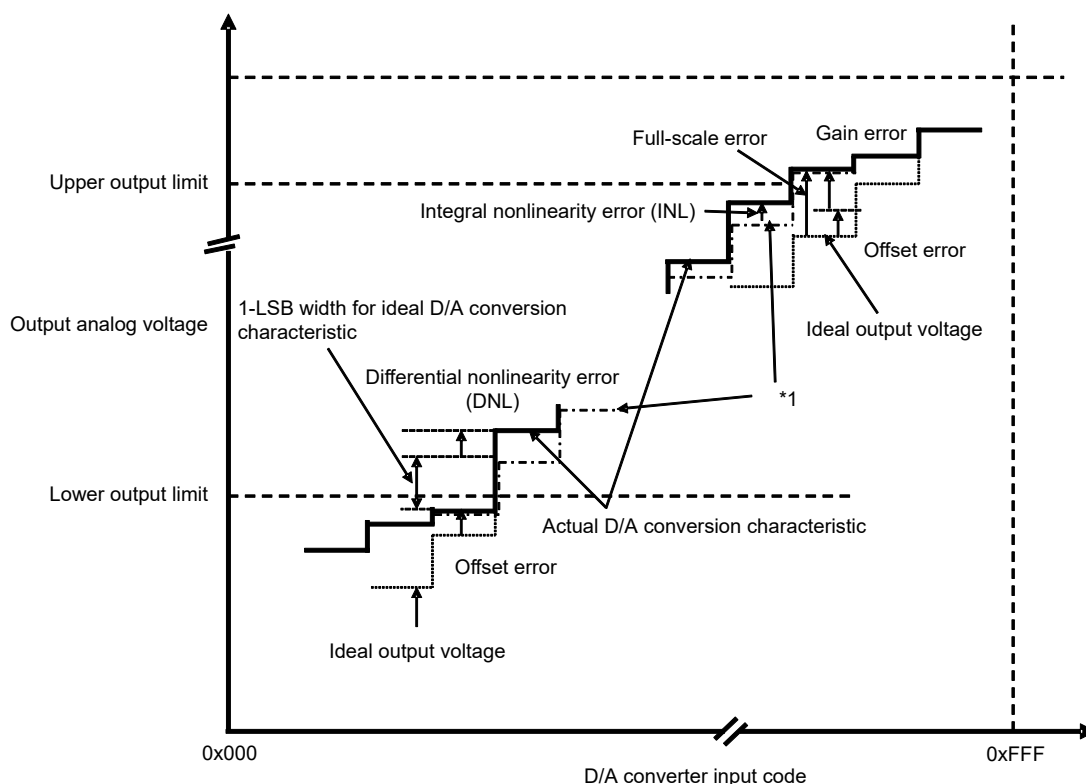 Full-scale error
Gain error
Upper output limit
Integral nonlinearity error (INL)
Offset error
1-LSB width for ideal D/A conversion
characteristic
Output analog voltage
Ideal output voltage
Differential nonlinearity error
(DNL)
*1
Lower output limit
Actual D/A conversion characteristic
Offset error
Ideal output voltage
0x000
0xFFF
D/A converter input code